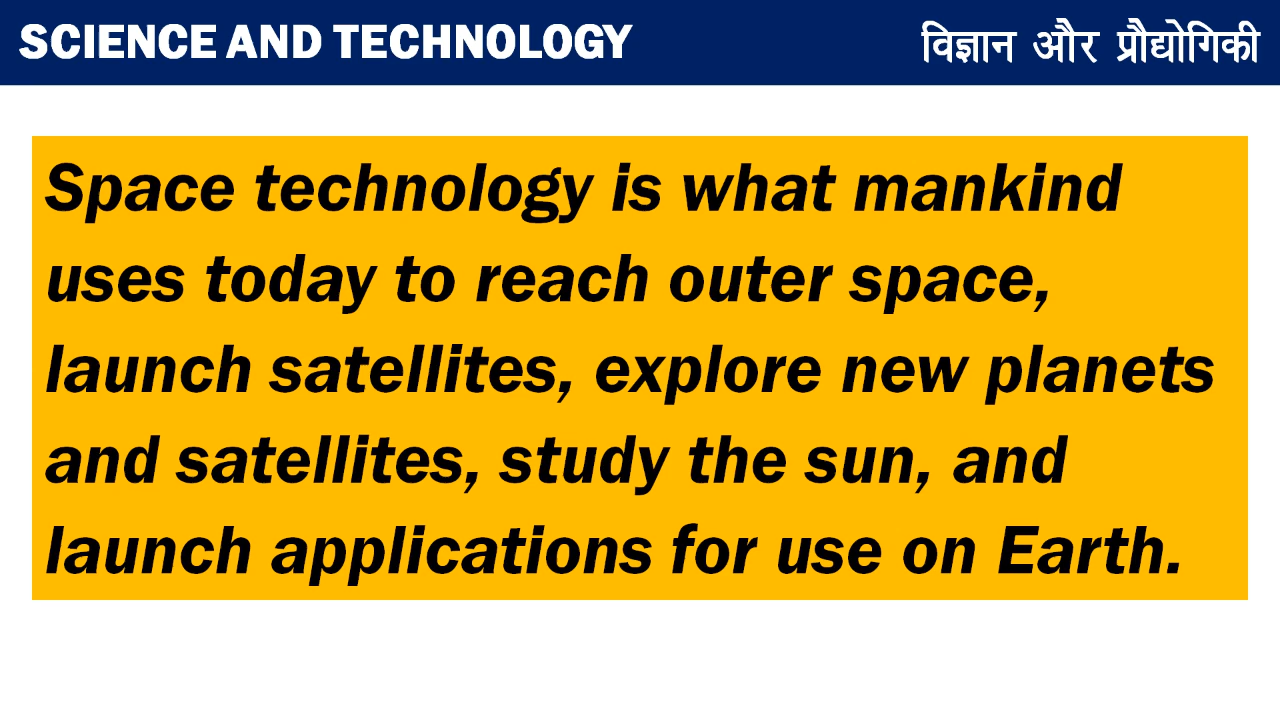 SCIENCE AND TECHNOLOGY
विज्ञान और प्रौद्योगिकी
Space technology is what mankind
uses today to reach outer space,
launch satellites, explore new planets
and satellites, study the sun, and
launch applications for use on Earth.